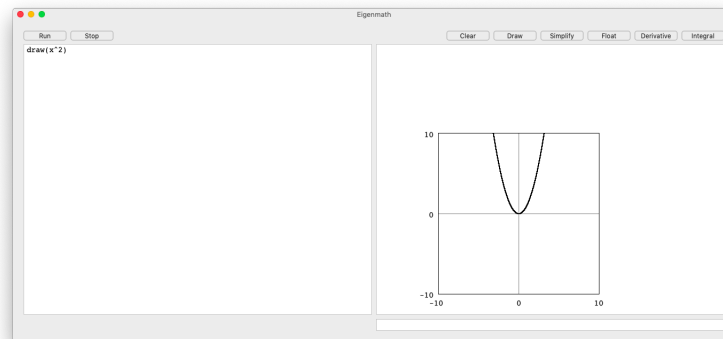 Eigenmath
Run Stop Clear Draw Simplify Float Derivative Integral
draw(x^2)
10
0
-10
-10 0 10